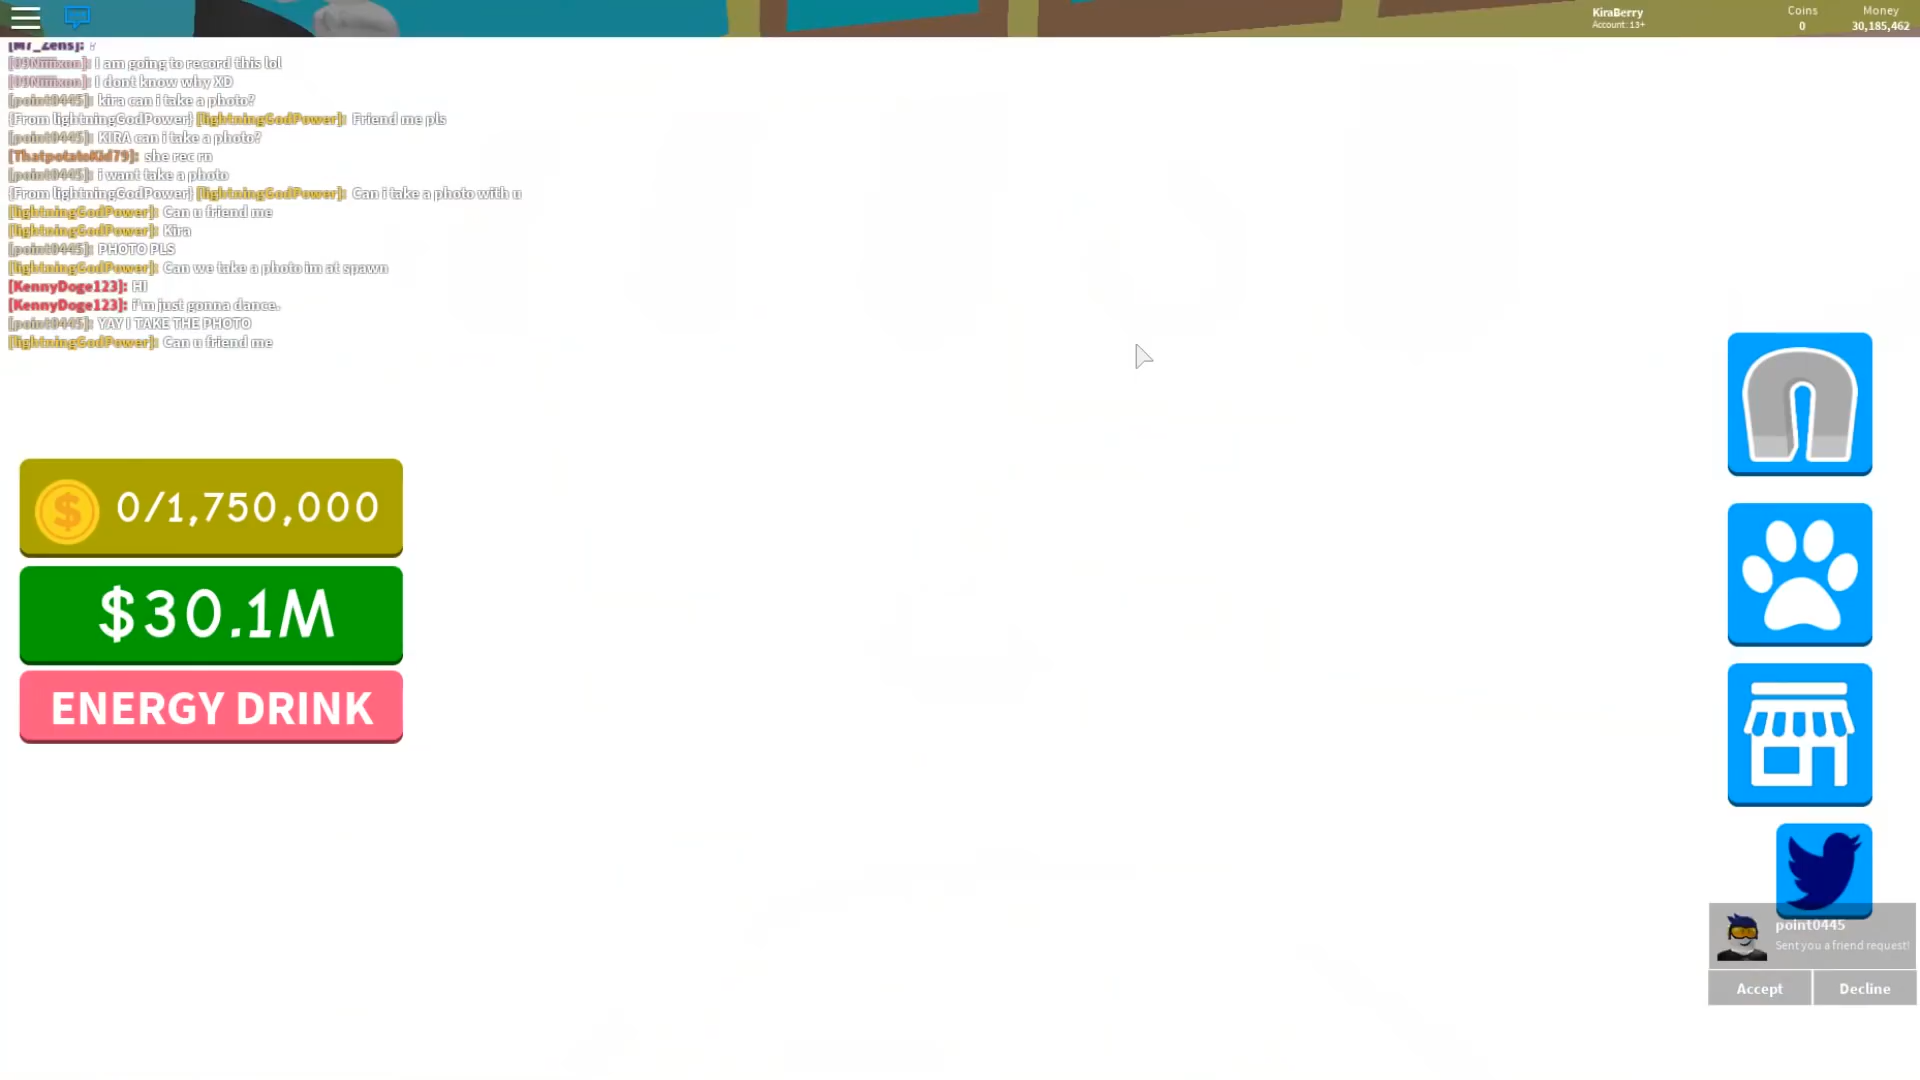 KiraBerry
Account: 13+
Coins
0
Money
30,185,462
[M7_Zens]: ?
[09Niiixon]: I am going to record this lol
[09Niiixon]: I dont know why XD
[point0445]: kira can i take a photo?
{From lightningGodPower} [lightningGodPower]: Friend me pls
[point0445]: KIRA can i take a photo?
[ThatpotatoKid79]: she rec rn
[point0445]: i want take a photo
{From lightningGodPower} [lightningGodPower]: Can i take a photo with u
[lightningGodPower]: Can u friend me
[lightningGodPower]: Kira
[point0445]: PHOTO PLS
[lightningGodPower]: Can we take a photo im at spawn
[KennyDoge123]: HI
[KennyDoge123]: i'm just gonna dance.
[point0445]: YAY I TAKE THE PHOTO
[lightningGodPower]: Can u friend me
$ 0/1,750,000
$30.1M
ENERGY DRINK
point0445
Sent you a friend request!
Accept
Decline